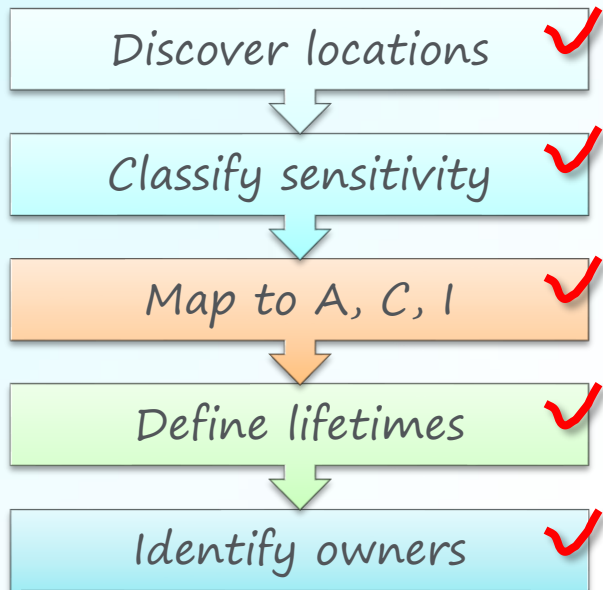 Discover locations
Classify sensitivity
Map to A, C, I
Define lifetimes
Identify owners